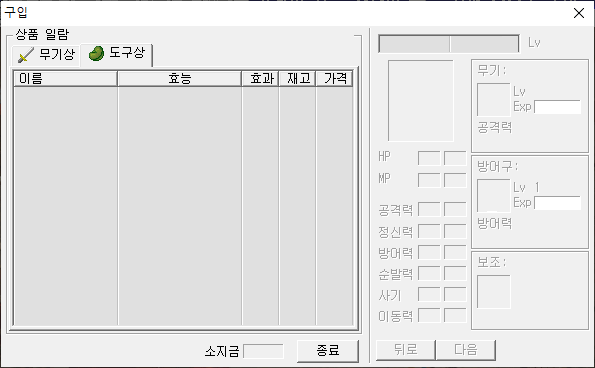 구입
상품 일람
무기상 도구상
이름 효능 효과 재고 가격
소지금 종료
Lv
HP
MP
공격력
정신력
방어력
순발력
사기
이동력
무기:
Lv
Exp
공격력
방어구:
Lv 1
Exp
방어력
보조:
뒤로 다음